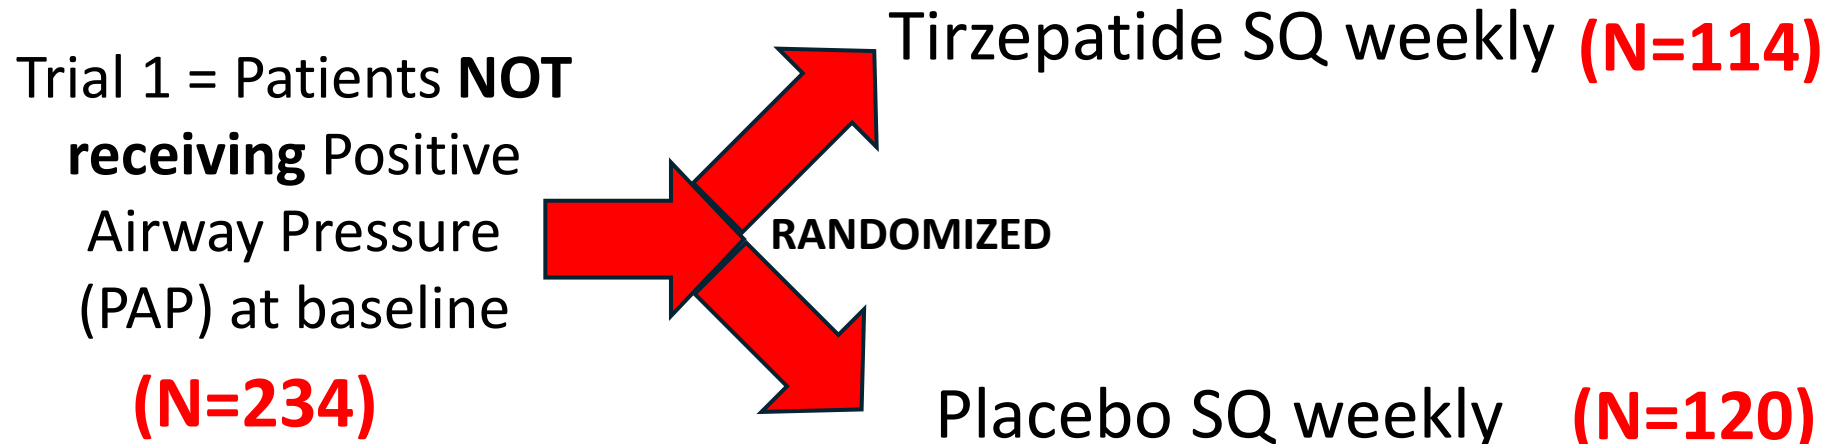 Trial 1 = Patients NOT
receiving Positive
Airway Pressure
(PAP) at baseline
(N=234)
RANDOMIZED
Tirzepatide SQ weekly (N=114)
Placebo SQ weekly (N=120)